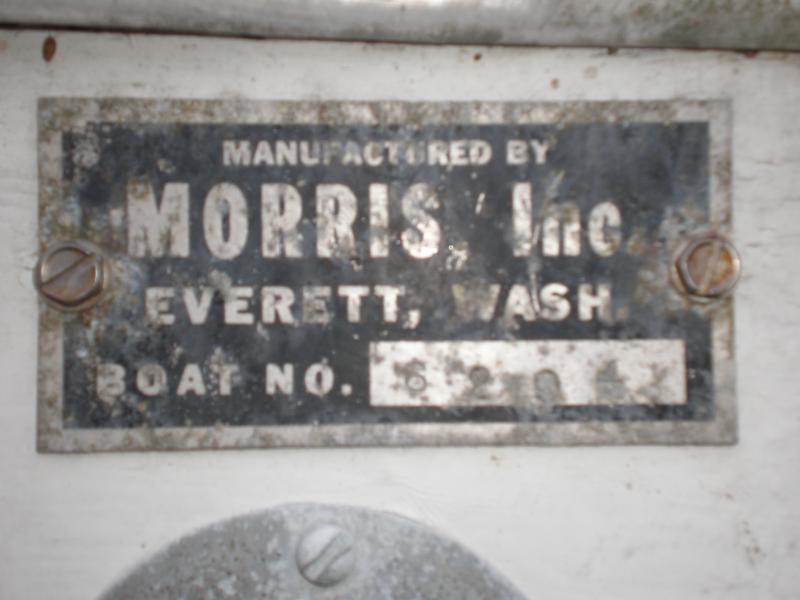 MANUFACTURED BY
MORRIS, Inc.
EVERETT, WASH.
BOAT NO.